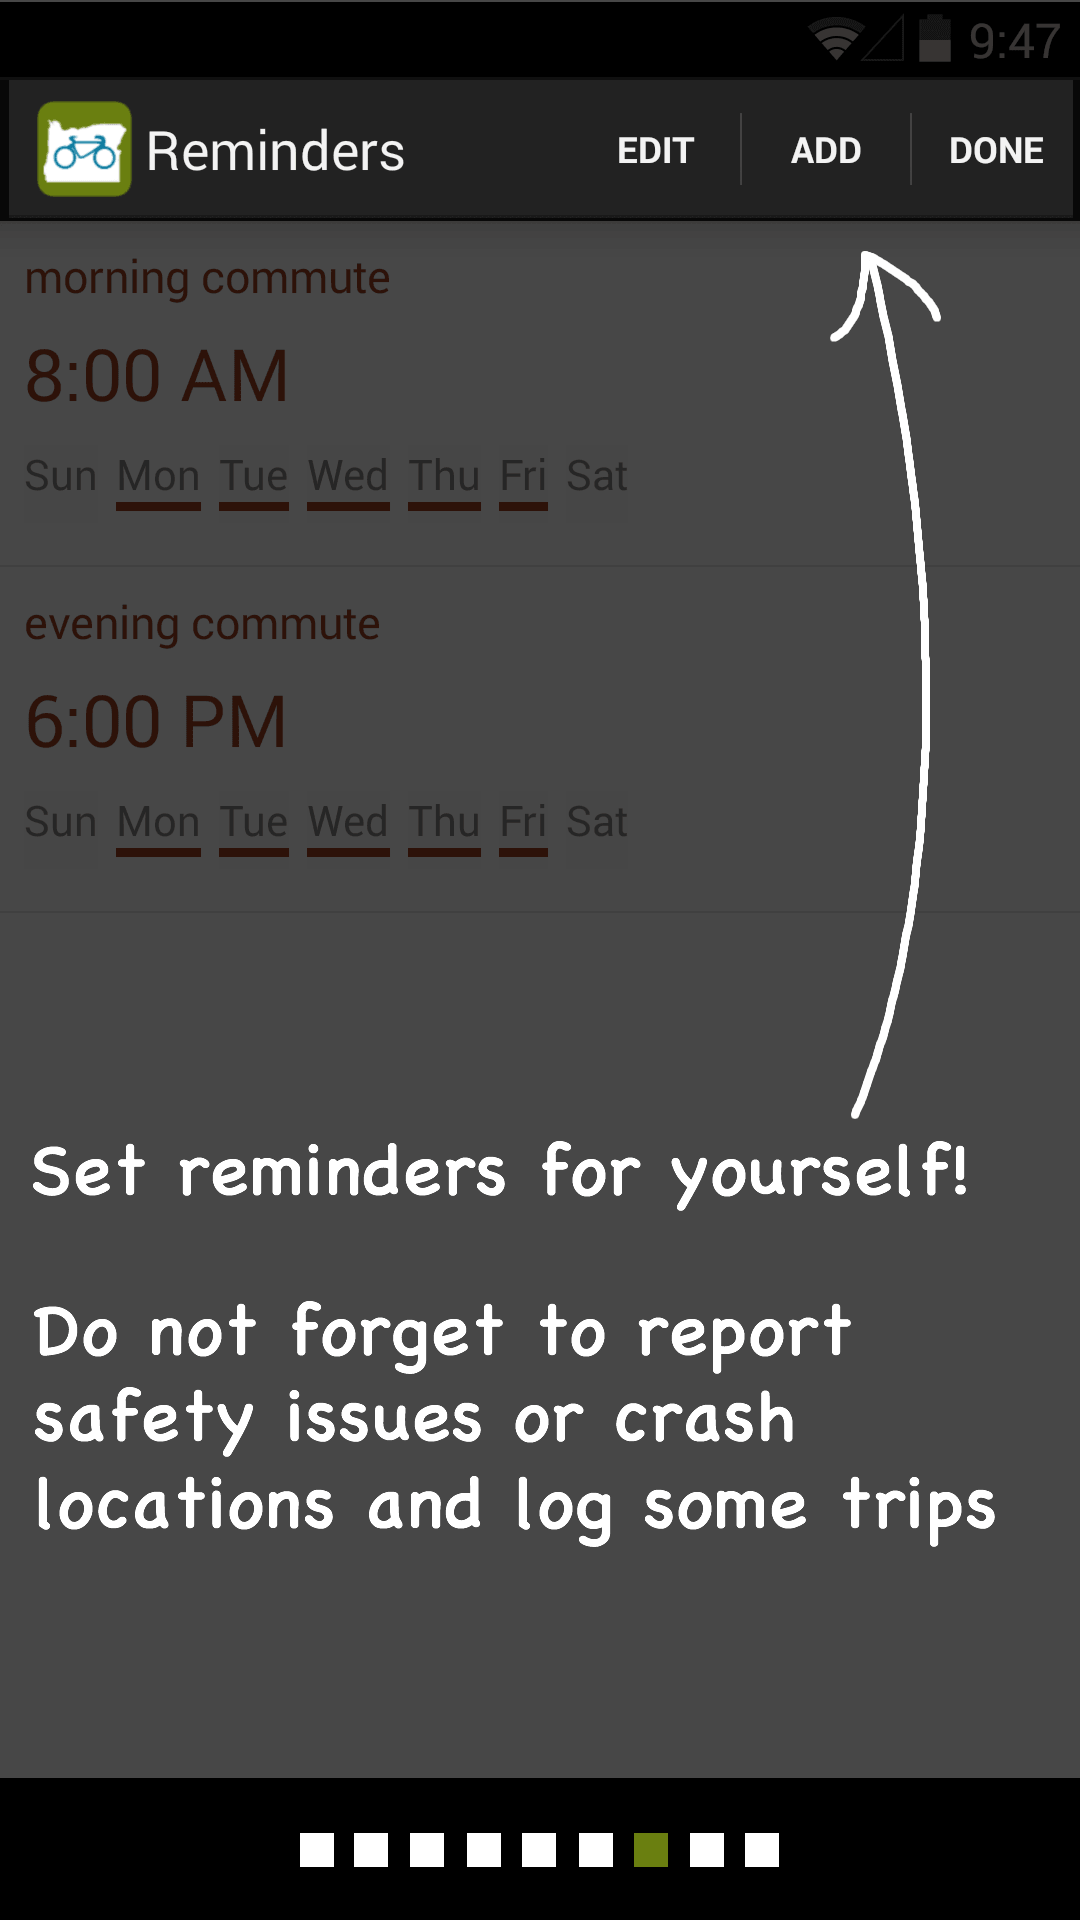 9:47
Reminders EDIT ADD DONE
morning commute
8:00 AM
Sun Mon Tue Wed Thu Fri Sat
evening commute
6:00 PM
Sun Mon Tue Wed Thu Fri Sat
Set reminders for yourself!
Do not forget to report
safety issues or crash
locations and log some trips